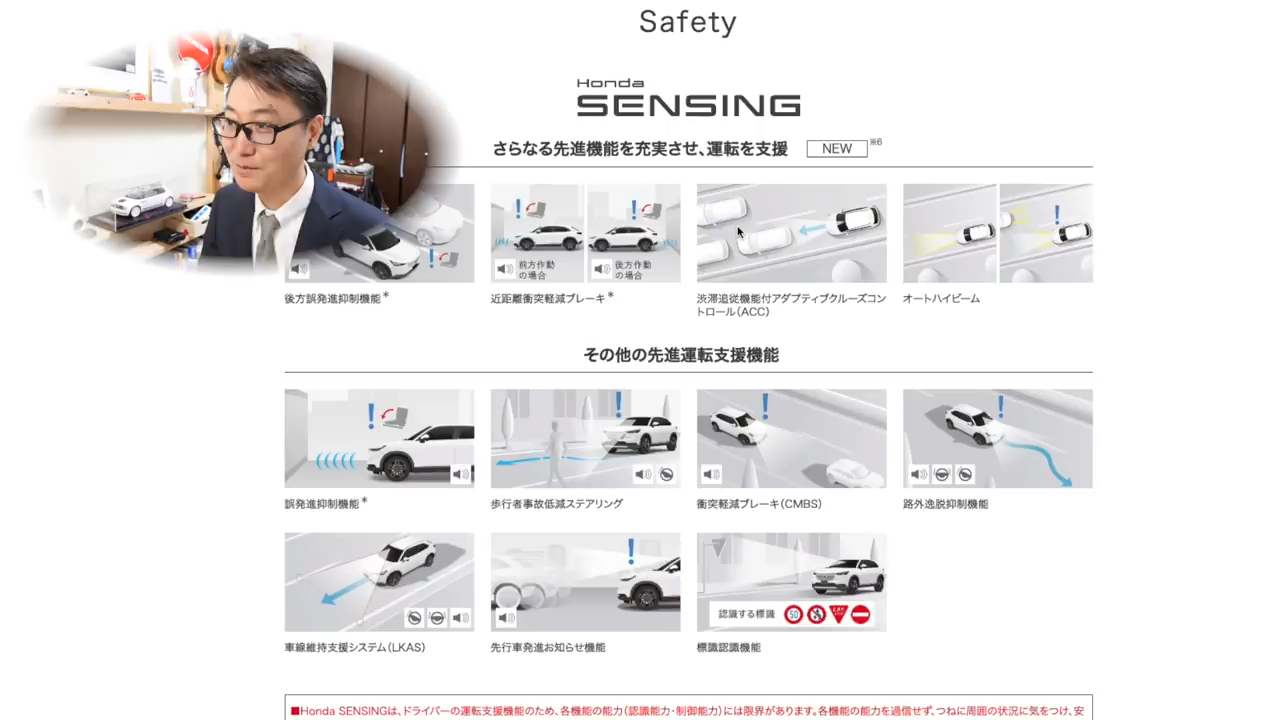 Safety
Honda
SENSING
さらなる先進機能を充実させ、運転を支援 NEW ※6
前方作動
の場合
後方作動
の場合
後方誤発進抑制機能*
近距離衝突軽減ブレーキ*
渋滞追従機能付アダプティブクルーズコン
トロール(ACC)
オートハイビーム
その他の先進運転支援機能
誤発進抑制機能*
歩行者事故低減ステアリング
衝突軽減ブレーキ(CMBS)
路外逸脱抑制機能
認識する標識 50
車線維持支援システム(LKAS)
先行車発進お知らせ機能
標識認識機能
■Honda SENSINGは、ドライバーの運転支援機能のため、各機能の能力(認識能力・制御能力)には限界があります。各機能の能力を過信せず、つねに周囲の状況に気をつけ、安